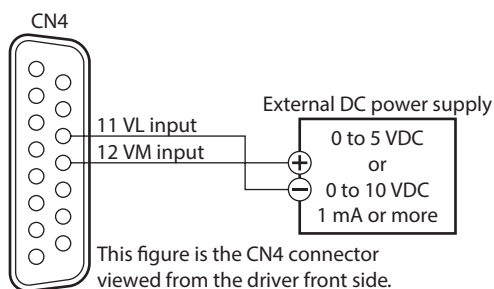 CN4
11 VL input
12 VM input
External DC power supply
0 to 5 VDC
or
0 to 10 VDC
1 mA or more
+
−
This figure is the CN4 connector
viewed from the driver front side.